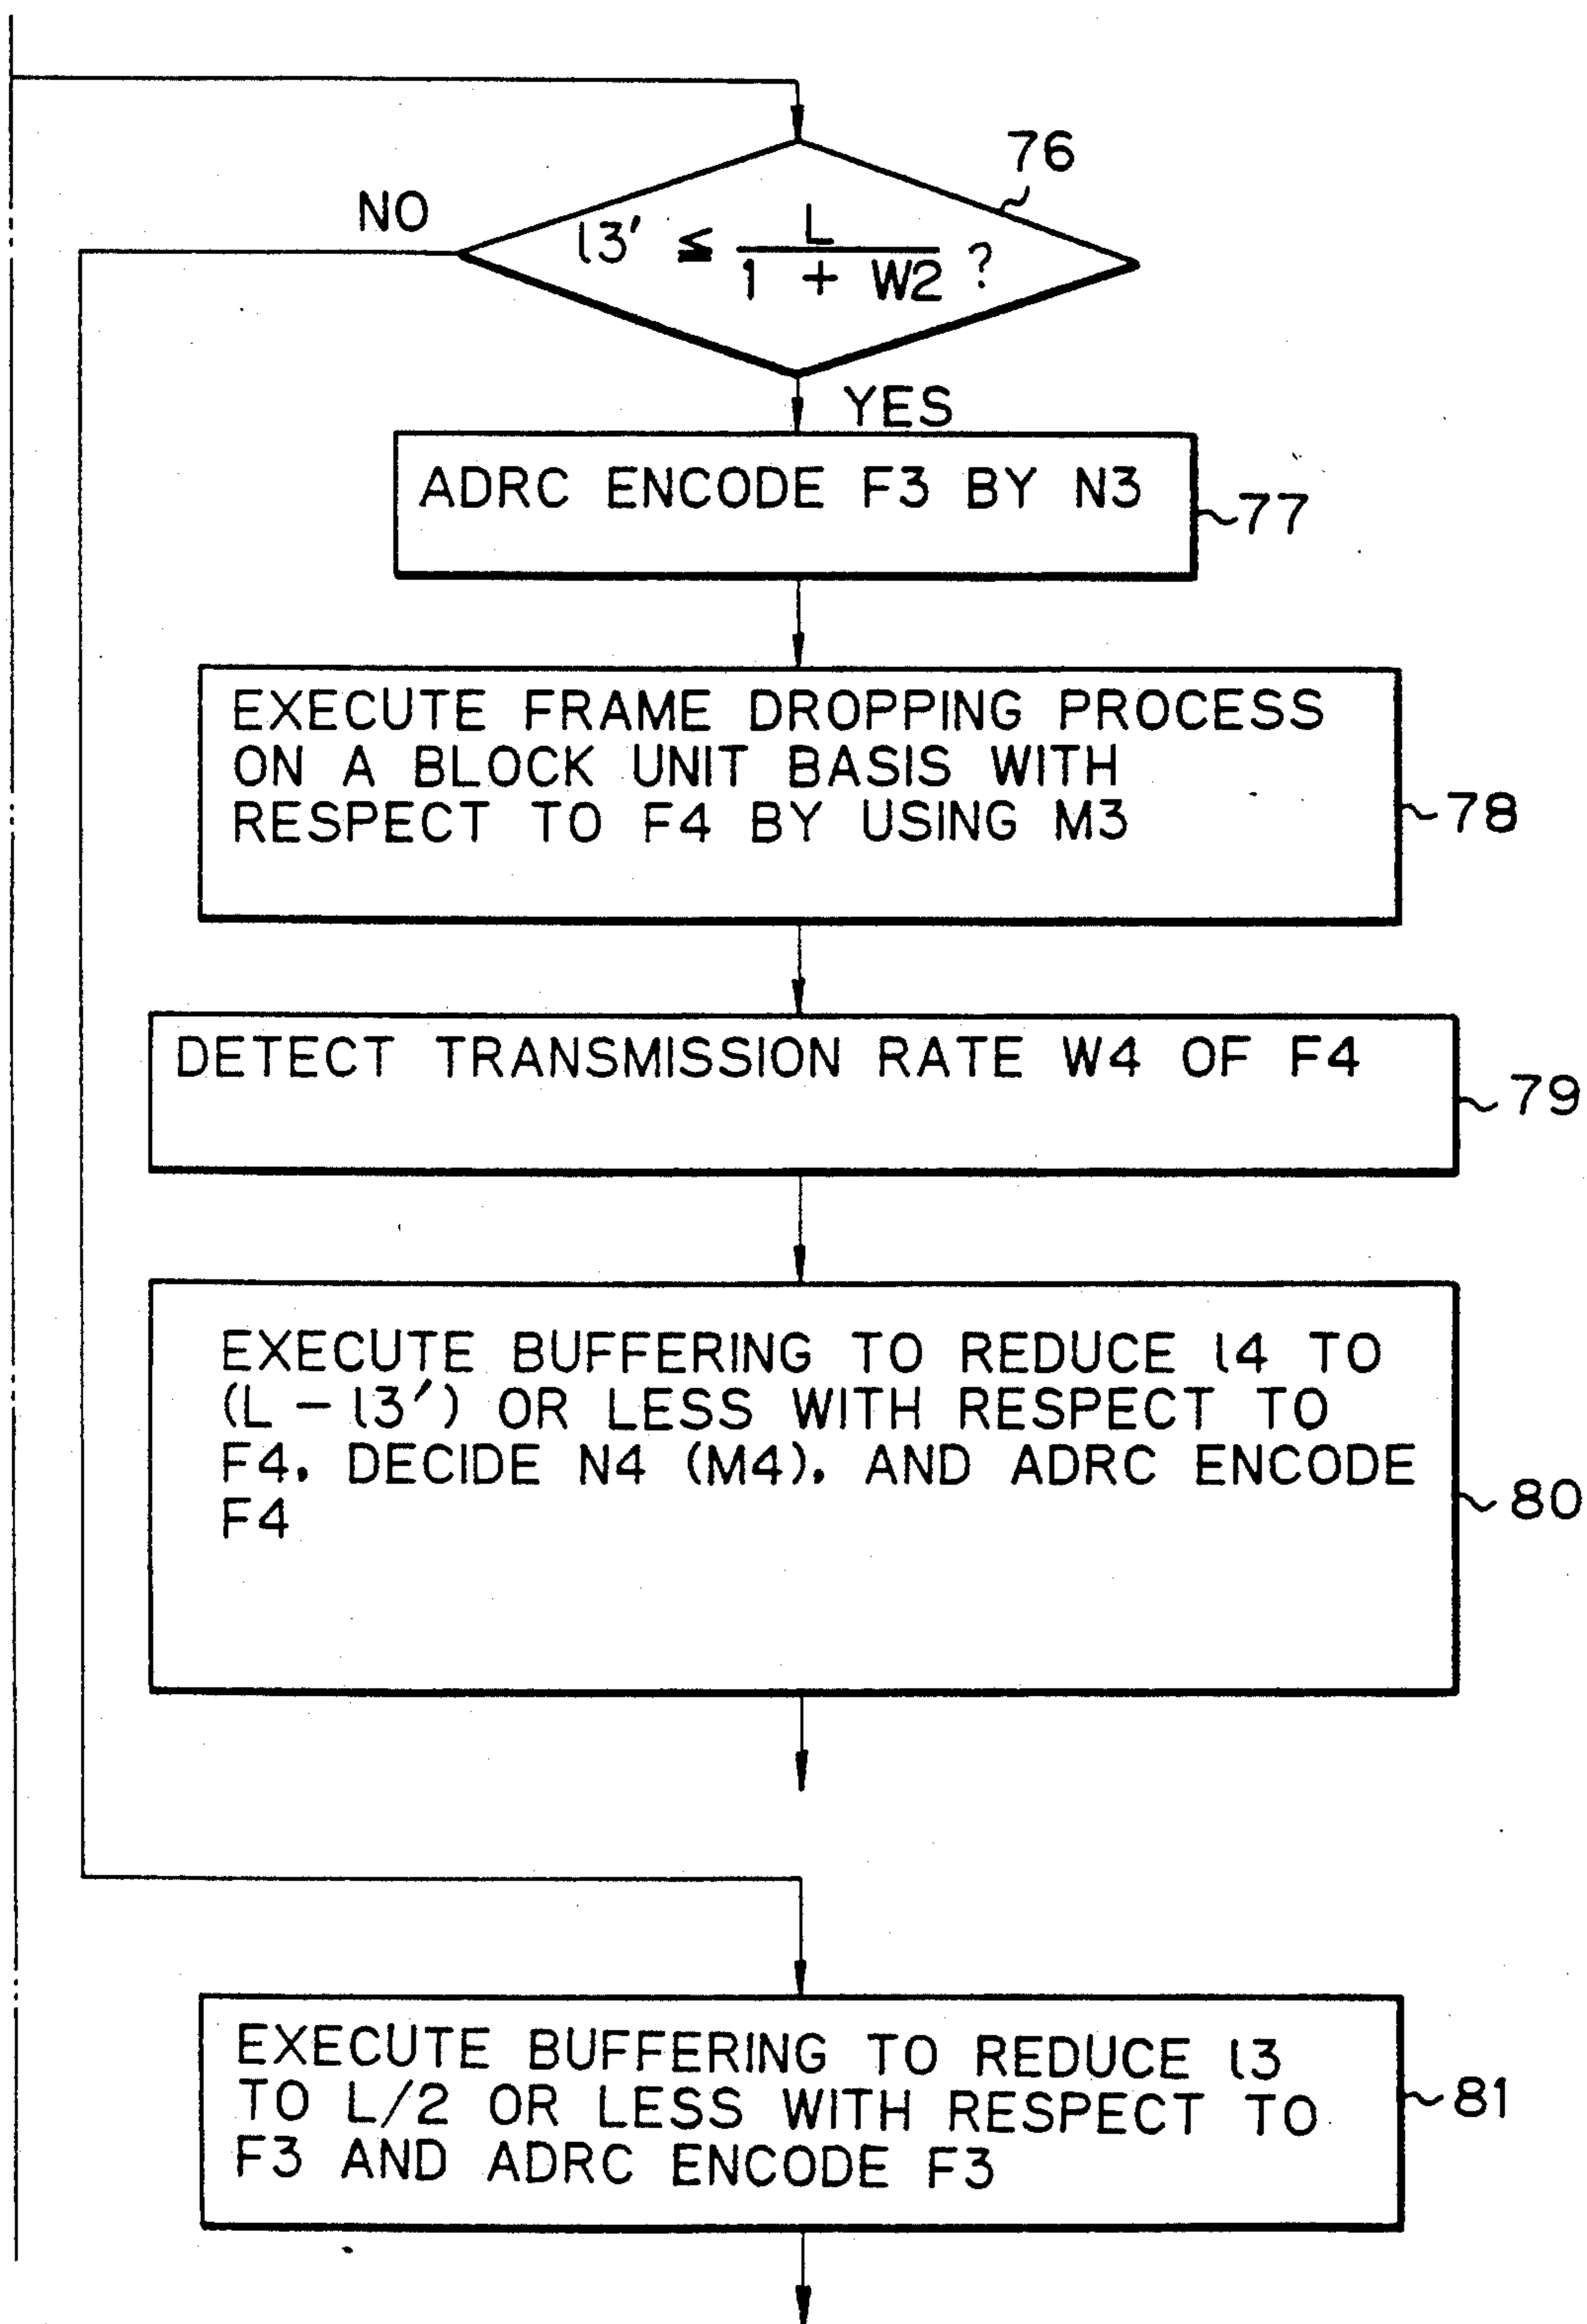 76
NO
l3' ≦ L / 1 + W2 ?
YES
ADRC ENCODE F3 BY N3
77
EXECUTE FRAME DROPPING PROCESS
ON A BLOCK UNIT BASIS WITH
RESPECT TO F4 BY USING M3
78
DETECT TRANSMISSION RATE W4 OF F4
79
EXECUTE BUFFERING TO REDUCE l4 TO
(L - l3') OR LESS WITH RESPECT TO
F4. DECIDE N4 (M4). AND ADRC ENCODE
F4
80
EXECUTE BUFFERING TO REDUCE l3
TO L/2 OR LESS WITH RESPECT TO
F3 AND ADRC ENCODE F3
81